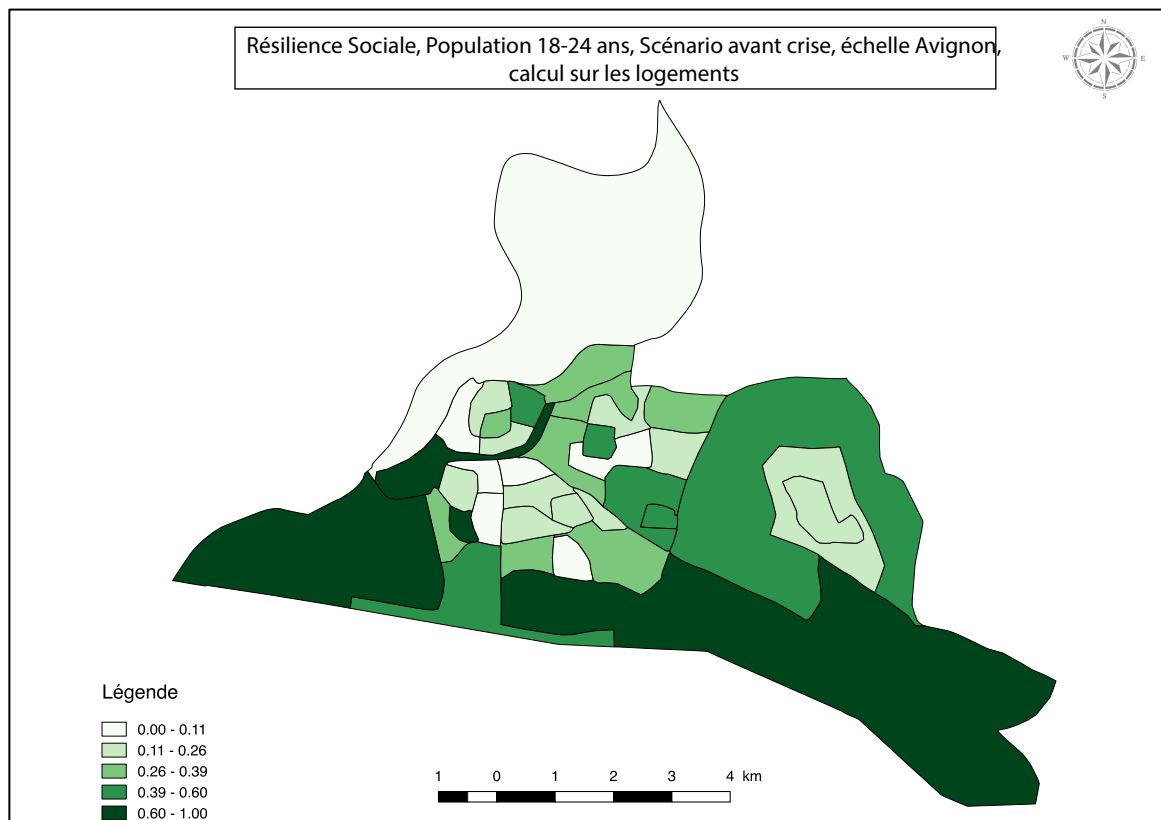 Résilience Sociale, Population 18-24 ans, Scénario avant crise, échelle Avignon,
calcul sur les logements
N
W
E
S
Légende
0.00 - 0.11
0.11 - 0.26
0.26 - 0.39
0.39 - 0.60
0.60 - 1.00
1 0 1 2 3 4 km